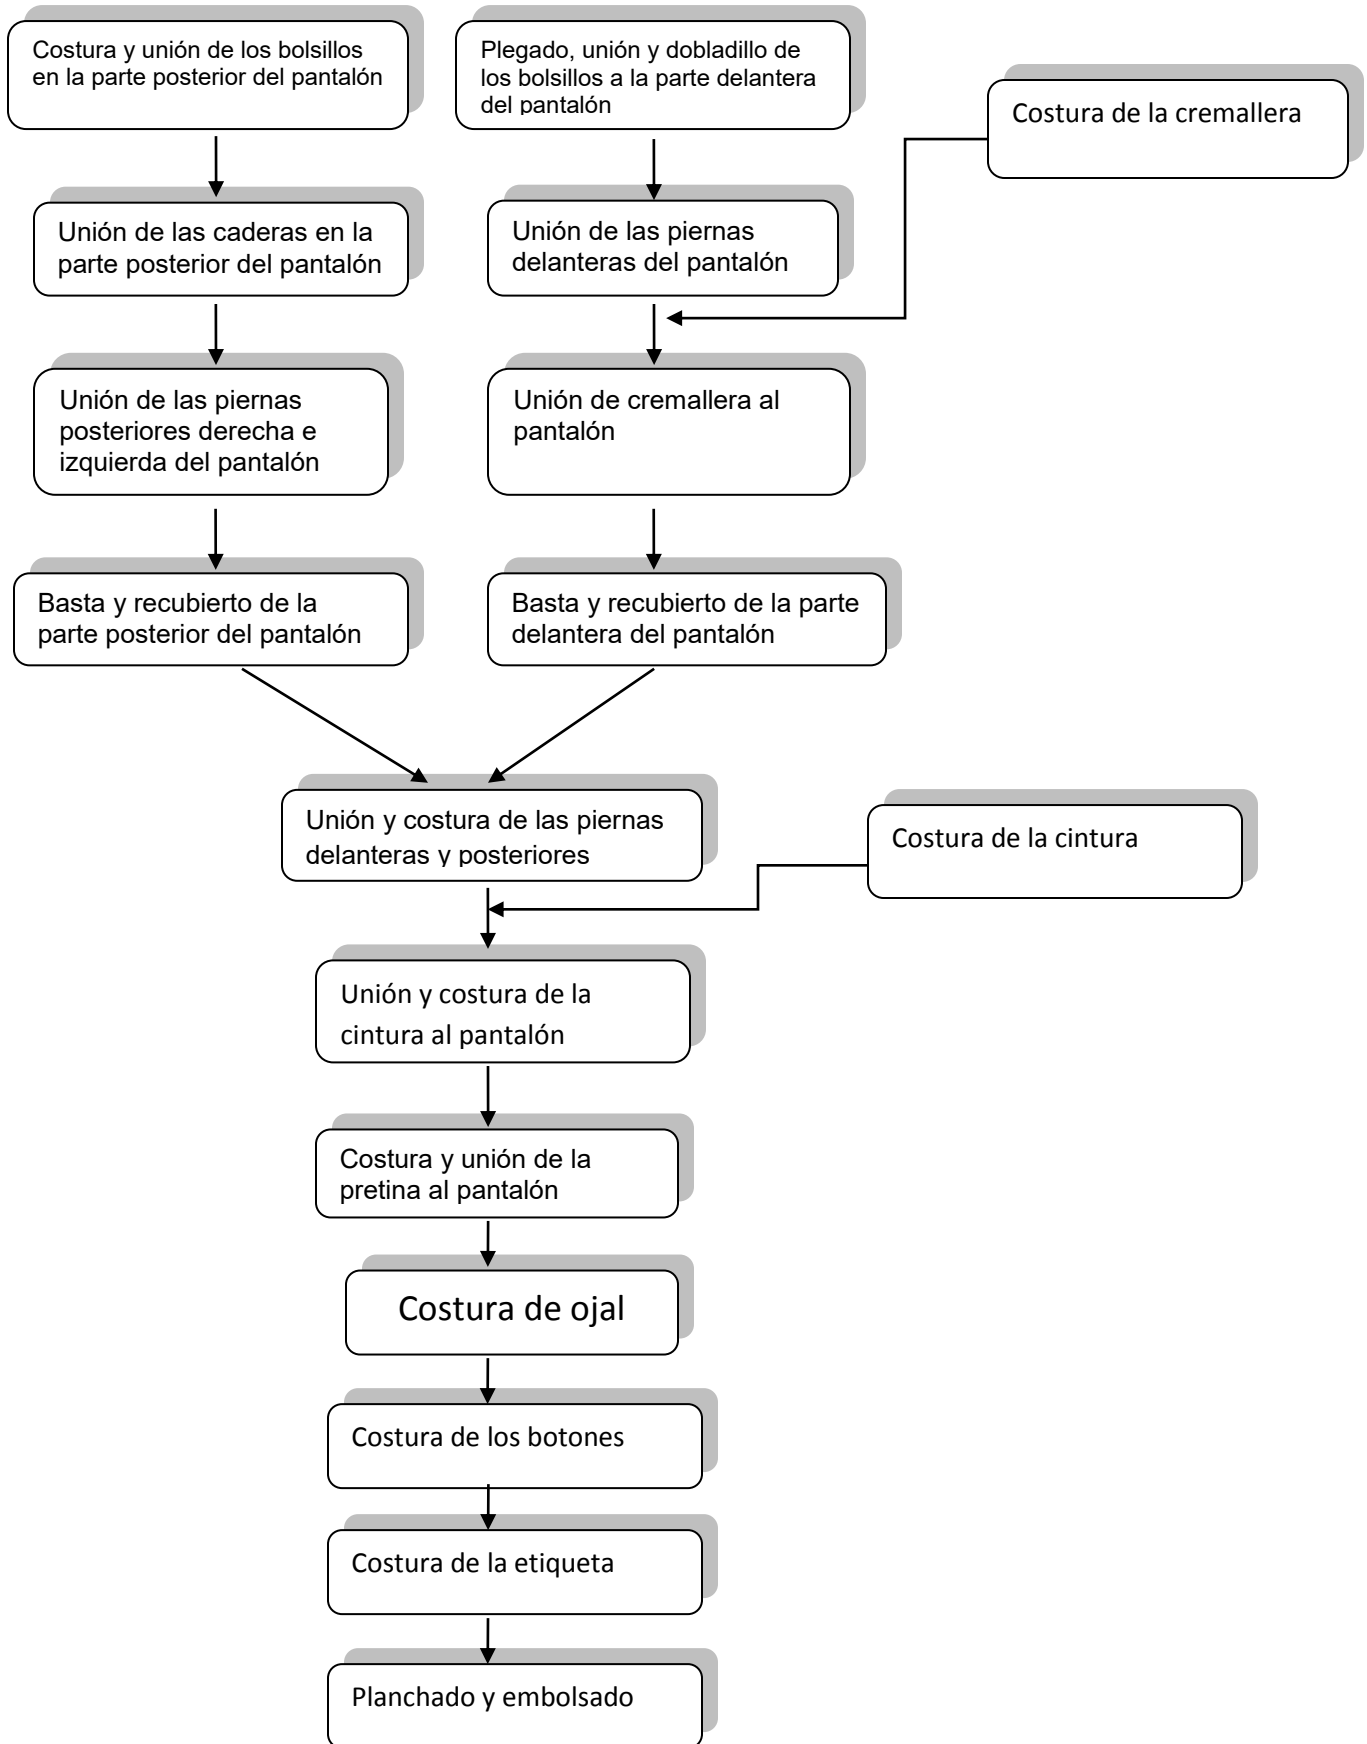 Costura y unión de los bolsillos
en la parte posterior del pantalón
Plegado, unión y dobladillo de
los bolsillos a la parte delantera
del pantalón
Costura de la cremallera
Unión de las caderas en la
parte posterior del pantalón
Unión de las piernas
delanteras del pantalón
Unión de las piernas
posteriores derecha e
izquierda del pantalón
Unión de cremallera al
pantalón
Basta y recubierto de la
parte posterior del pantalón
Basta y recubierto de la parte
delantera del pantalón
Unión y costura de las piernas
delanteras y posteriores
Costura de la cintura
Unión y costura de la
cintura al pantalón
Costura y unión de la
pretina al pantalón
Costura de ojal
Costura de los botones
Costura de la etiqueta
Planchado y embolsado